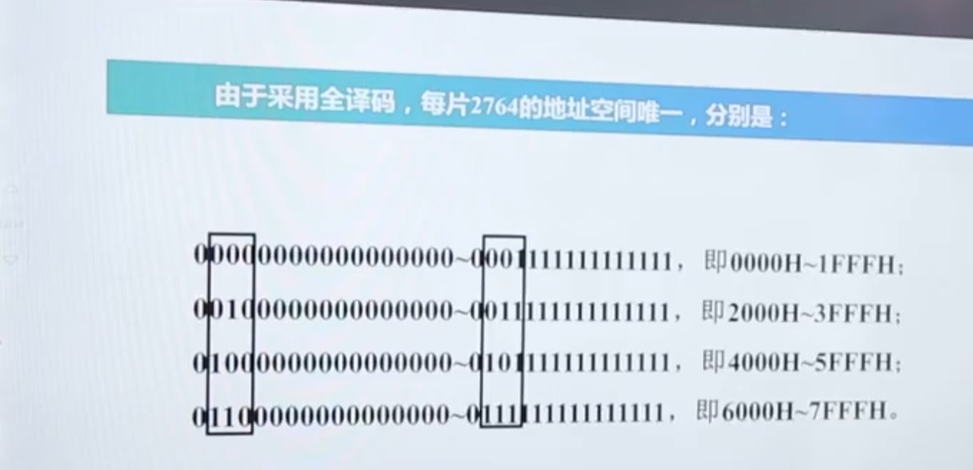 由于采用全译码，每片2764的地址空间唯一，分别是：
0000000000000000~0001111111111111，即0000H~1FFFH；
0010000000000000~0011111111111111，即2000H~3FFFH；
0100000000000000~0101111111111111，即4000H~5FFFH；
0110000000000000~0111111111111111，即6000H~7FFFH。